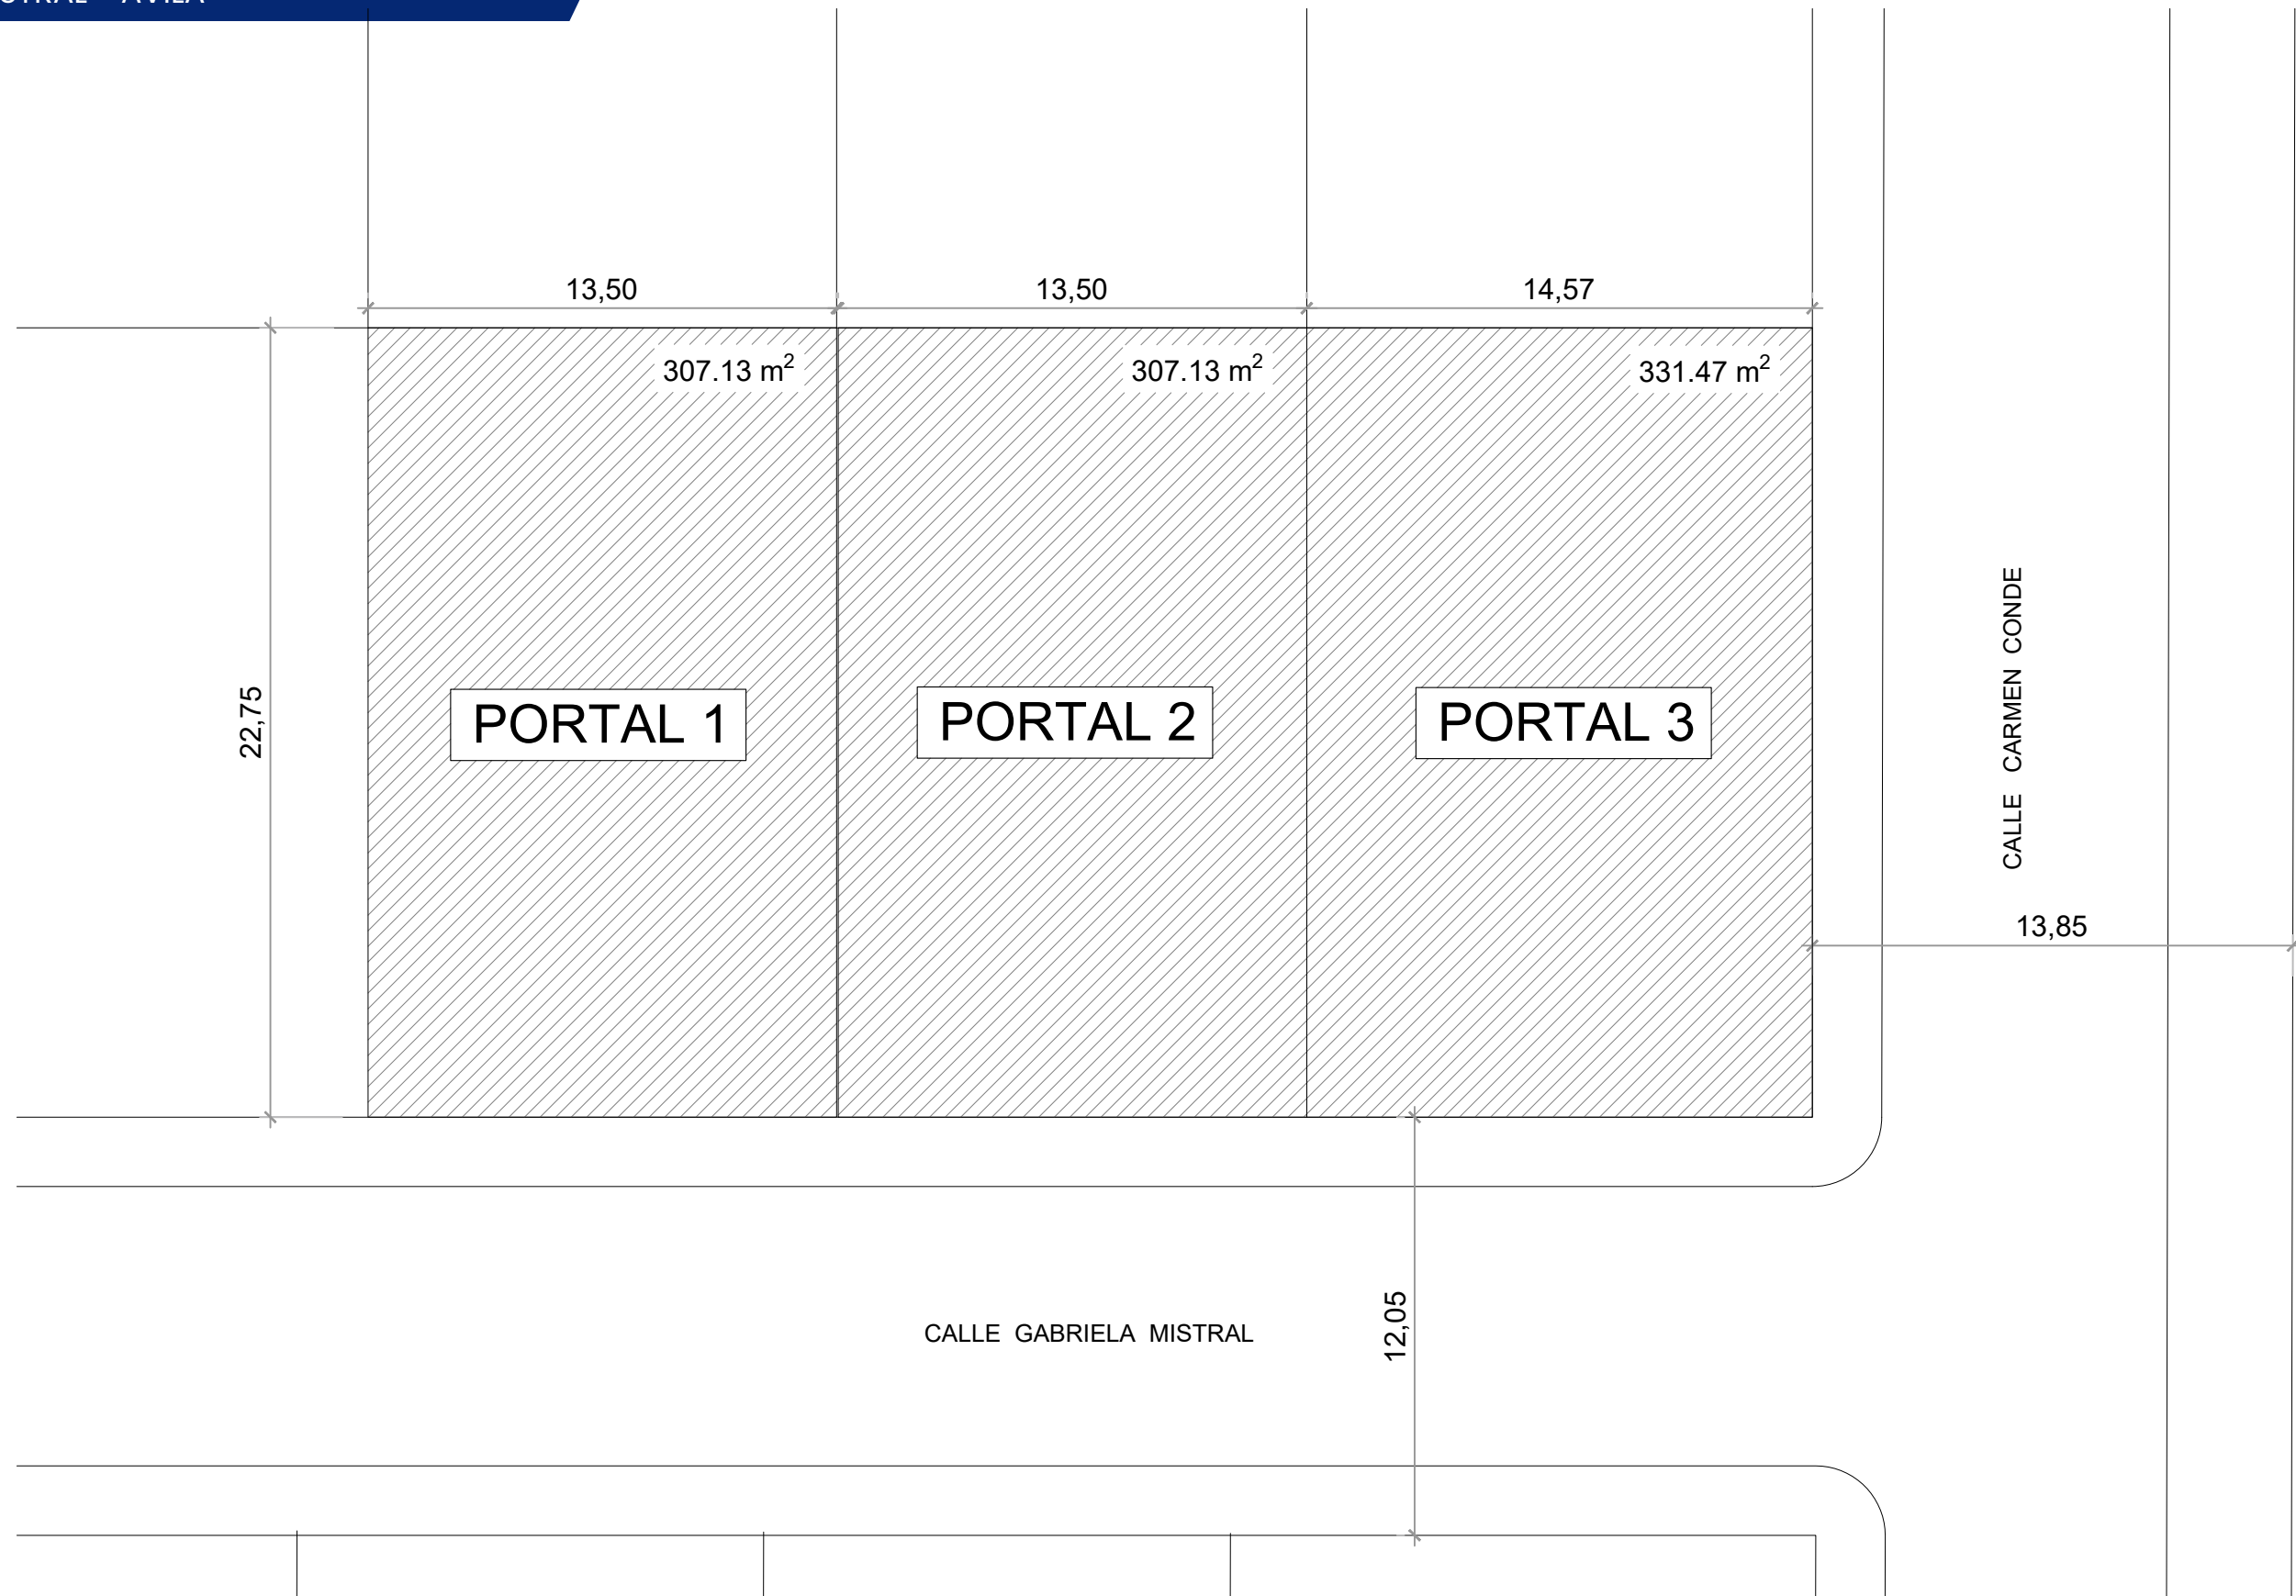 AVILA
13,50
13,50
14,57
307.13 m²
307.13 m²
331.47 m²
22,75
PORTAL 1
PORTAL 2
PORTAL 3
CALLE CARMEN CONDE
13,85
CALLE GABRIELA MISTRAL
12,05